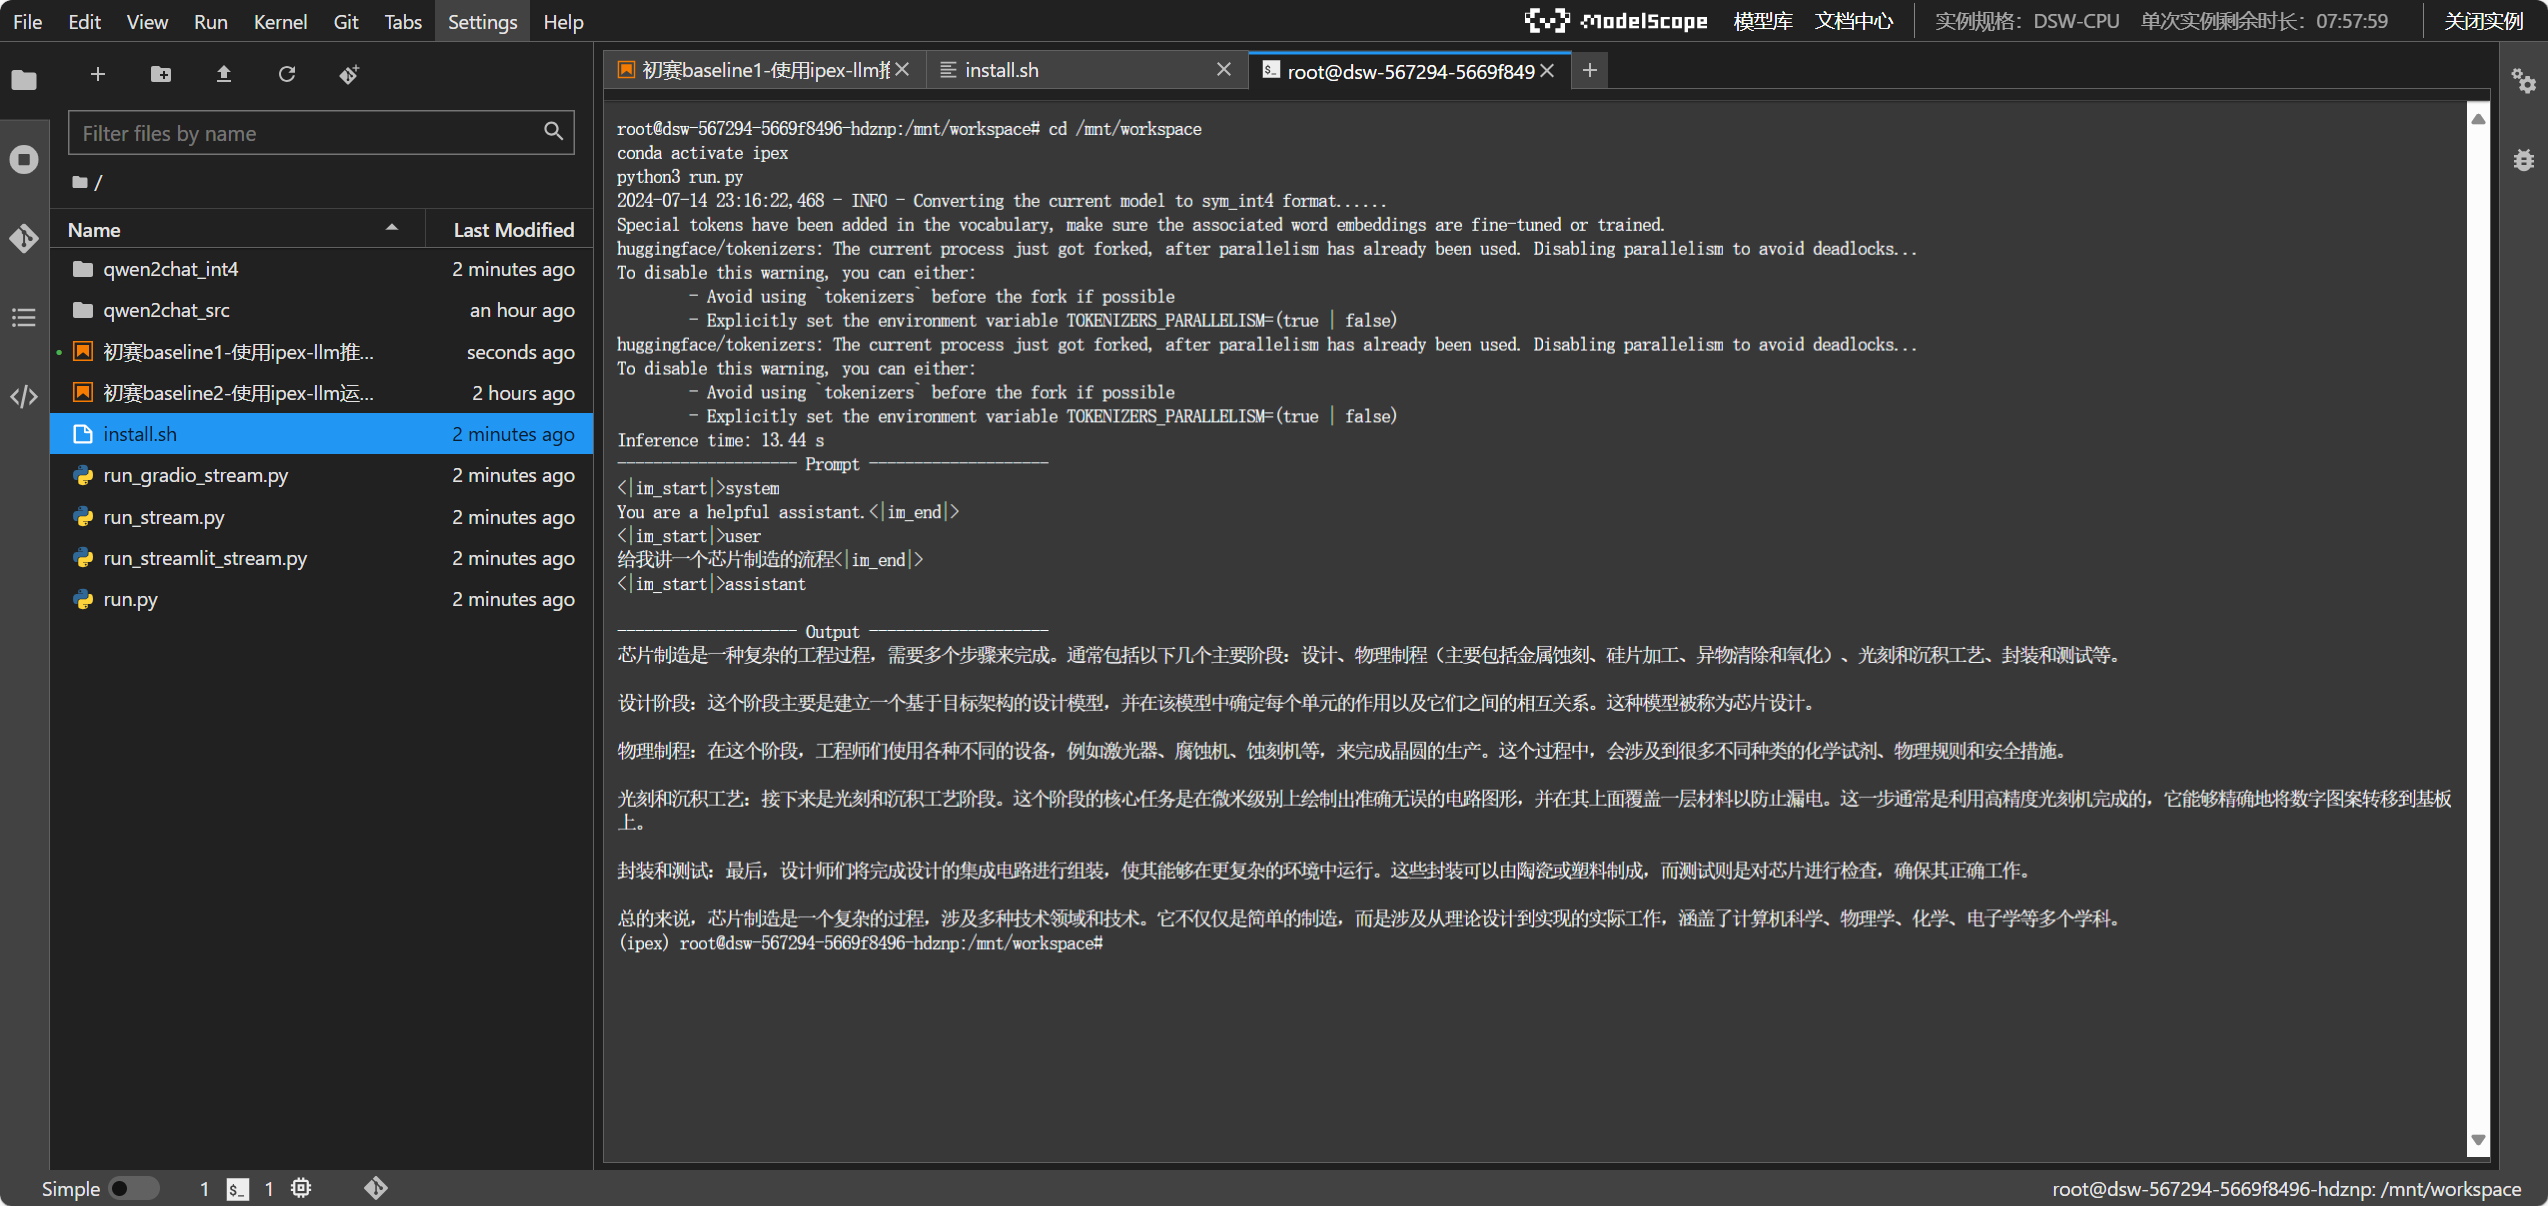 File Edit View Run Kernel Git Tabs Settings Help
ModelScope 模型库 文档中心 实例规格：DSW-CPU 单次实例剩余时长：07:57:59 关闭实例
初赛baseline1-使用ipex-llm推
install.sh
root@dsw-567294-5669f849
Filter files by name
/
Name Last Modified
qwen2chat_int4 2 minutes ago
qwen2chat_src an hour ago
初赛baseline1-使用ipex-llm推... seconds ago
初赛baseline2-使用ipex-llm运... 2 hours ago
install.sh 2 minutes ago
run_gradio_stream.py 2 minutes ago
run_stream.py 2 minutes ago
run_streamlit_stream.py 2 minutes ago
run.py 2 minutes ago
root@dsw-567294-5669f8496-hdznp:/mnt/workspace# cd /mnt/workspace
conda activate ipex
python3 run.py
2024-07-14 23:16:22,468 - INFO - Converting the current model to sym_int4 format......
Special tokens have been added in the vocabulary, make sure the associated word embeddings are fine-tuned or trained.
huggingface/tokenizers: The current process just got forked, after parallelism has already been used. Disabling parallelism to avoid deadlocks...
To disable this warning, you can either:
- Avoid using `tokenizers` before the fork if possible
- Explicitly set the environment variable TOKENIZERS_PARALLELISM=(true | false)
huggingface/tokenizers: The current process just got forked, after parallelism has already been used. Disabling parallelism to avoid deadlocks...
To disable this warning, you can either:
- Avoid using `tokenizers` before the fork if possible
- Explicitly set the environment variable TOKENIZERS_PARALLELISM=(true | false)
Inference time: 13.44 s
-------------------- Prompt --------------------
<|im_start|>system
You are a helpful assistant.<|im_end|>
<|im_start|>user
给我讲一个芯片制造的流程<|im_end|>
<|im_start|>assistant
-------------------- Output --------------------
芯片制造是一种复杂的工程过程，需要多个步骤来完成。通常包括以下几个主要阶段：设计、物理制程（主要包括金属蚀刻、硅片加工、异物清除和氧化）、光刻和沉积工艺、封装和测试等。
设计阶段：这个阶段主要是建立一个基于目标架构的设计模型，并在该模型中确定每个单元的作用以及它们之间的相互关系。这种模型被称为芯片设计。
物理制程：在这个阶段，工程师们使用各种不同的设备，例如激光器、腐蚀机、蚀刻机等，来完成晶圆的生产。这个过程中，会涉及到很多不同种类的化学试剂、物理规则和安全措施。
光刻和沉积工艺：接下来是光刻和沉积工艺阶段。这个阶段的核心任务是在微米级别上绘制出准确无误的电路图形，并在其上面覆盖一层材料以防止漏电。这一步通常是利用高精度光刻机完成的，它能够精确地将数字图案转移到基板
上。
封装和测试：最后，设计师们将完成设计的集成电路进行组装，使其能够在更复杂的环境中运行。这些封装可以由陶瓷或塑料制成，而测试则是对芯片进行检查，确保其正确工作。
总的来说，芯片制造是一个复杂的过程，涉及多种技术领域和技术。它不仅仅是简单的制造，而是涉及从理论设计到实现的实际工作，涵盖了计算机科学、物理学、化学、电子学等多个学科。
(ipex) root@dsw-567294-5669f8496-hdznp:/mnt/workspace#
Simple 1 $_ 1
root@dsw-567294-5669f8496-hdznp: /mnt/workspace